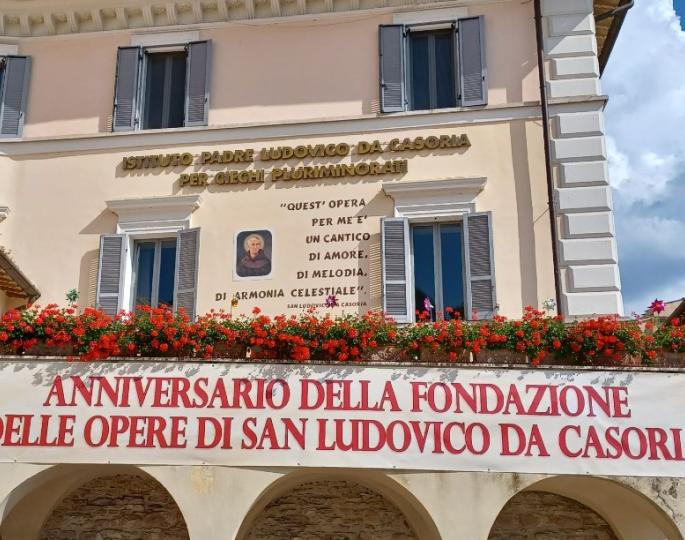 ISTITUTO PADRE LUDOVICO DA CASORIA
PER CIECHI PLURIMINORATI
"QUEST' OPERA
PER ME E'
UN CANTICO
DI AMORE,
DI MELODIA,
DI ARMONIA CELESTIALE".
SAN LUDOVICO DA CASORIA
ANNIVERSARIO DELLA FONDAZIONE
DELLE OPERE DI SAN LUDOVICO DA CASORIA